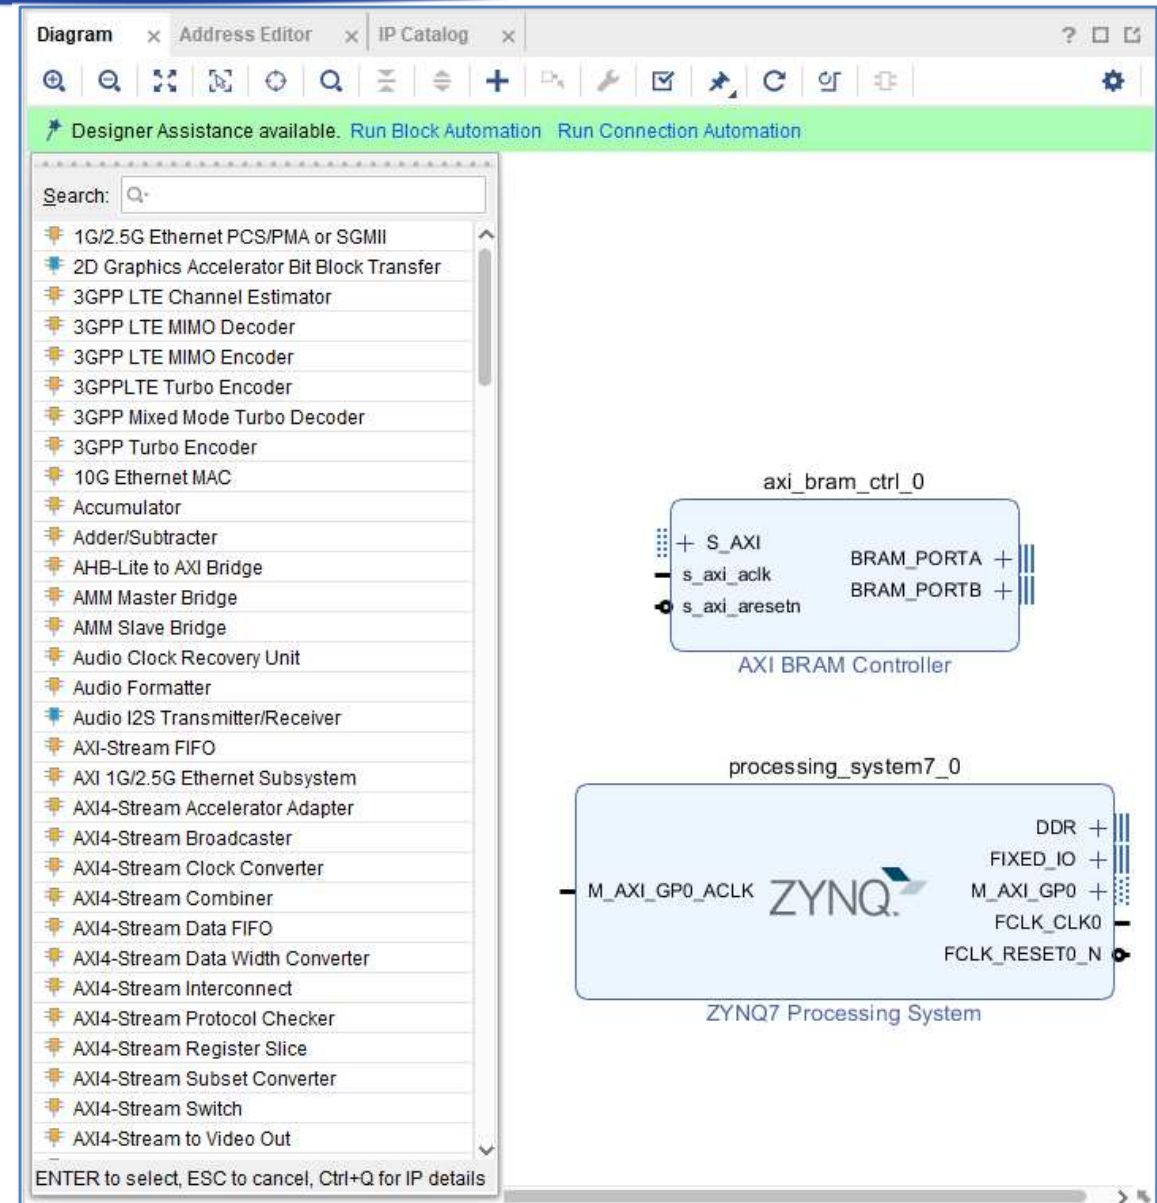 Diagram × Address Editor × IP Catalog ×
Designer Assistance available. Run Block Automation Run Connection Automation
Search:
1G/2.5G Ethernet PCS/PMA or SGMII
2D Graphics Accelerator Bit Block Transfer
3GPP LTE Channel Estimator
3GPP LTE MIMO Decoder
3GPP LTE MIMO Encoder
3GPPLTE Turbo Encoder
3GPP Mixed Mode Turbo Decoder
3GPP Turbo Encoder
10G Ethernet MAC
Accumulator
Adder/Subtracter
AHB-Lite to AXI Bridge
AMM Master Bridge
AMM Slave Bridge
Audio Clock Recovery Unit
Audio Formatter
Audio I2S Transmitter/Receiver
AXI-Stream FIFO
AXI 1G/2.5G Ethernet Subsystem
AXI4-Stream Accelerator Adapter
AXI4-Stream Broadcaster
AXI4-Stream Clock Converter
AXI4-Stream Combiner
AXI4-Stream Data FIFO
AXI4-Stream Data Width Converter
AXI4-Stream Interconnect
AXI4-Stream Protocol Checker
AXI4-Stream Register Slice
AXI4-Stream Subset Converter
AXI4-Stream Switch
AXI4-Stream to Video Out
ENTER to select, ESC to cancel, Ctrl+Q for IP details
axi_bram_ctrl_0
S_AXI
s_axi_aclk
s_axi_aresetn
BRAM_PORTA
BRAM_PORTB
AXI BRAM Controller
processing_system7_0
M_AXI_GP0_ACLK
ZYNQ.
DDR
FIXED_IO
M_AXI_GP0
FCLK_CLK0
FCLK_RESET0_N
ZYNQ7 Processing System